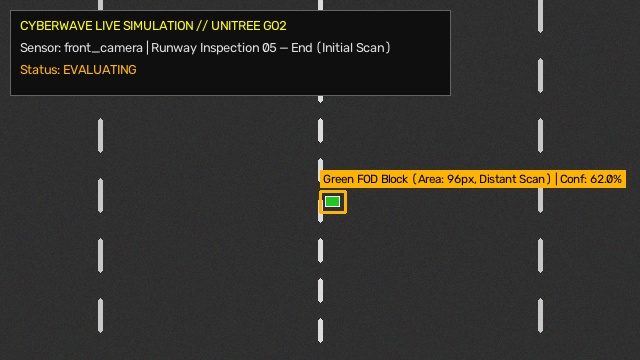 CYBERWAVE LIVE SIMULATION // UNITREE GO2
Sensor: front_camera | Runway Inspection 05 — End (Initial Scan)
Status: EVALUATING
Green FOD Block (Area: 96px, Distant Scan) | Conf: 62.0%